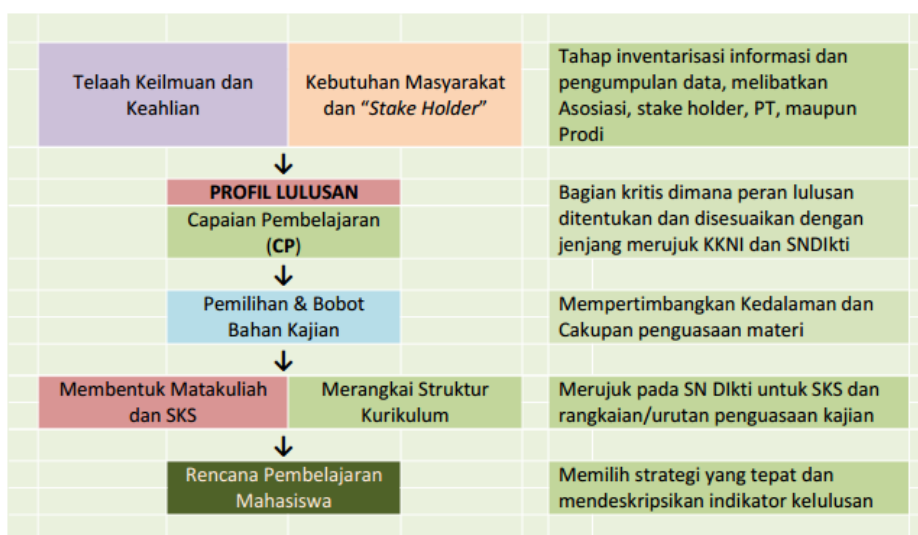 Telaah Keilmuan dan
Keahlian
Kebutuhan Masyarakat
dan “Stake Holder”
Tahap inventarisasi informasi dan
pengumpulan data, melibatkan
Asosiasi, stake holder, PT, maupun
Prodi
↓
PROFIL LULUSAN
Capaian Pembelajaran
(CP)
Bagian kritis dimana peran lulusan
ditentukan dan disesuaikan dengan
jenjang merujuk KKNI dan SNDIkti
↓
Pemilihan & Bobot
Bahan Kajian
Mempertimbangkan Kedalaman dan
Cakupan penguasaan materi
↓
Membentuk Matakuliah
dan SKS
Merangkai Struktur
Kurikulum
Merujuk pada SN DIkti untuk SKS dan
rangkaian/urutan penguasaan kajian
↓
Rencana Pembelajaran
Mahasiswa
Memilih strategi yang tepat dan
mendeskripsikan indikator kelulusan